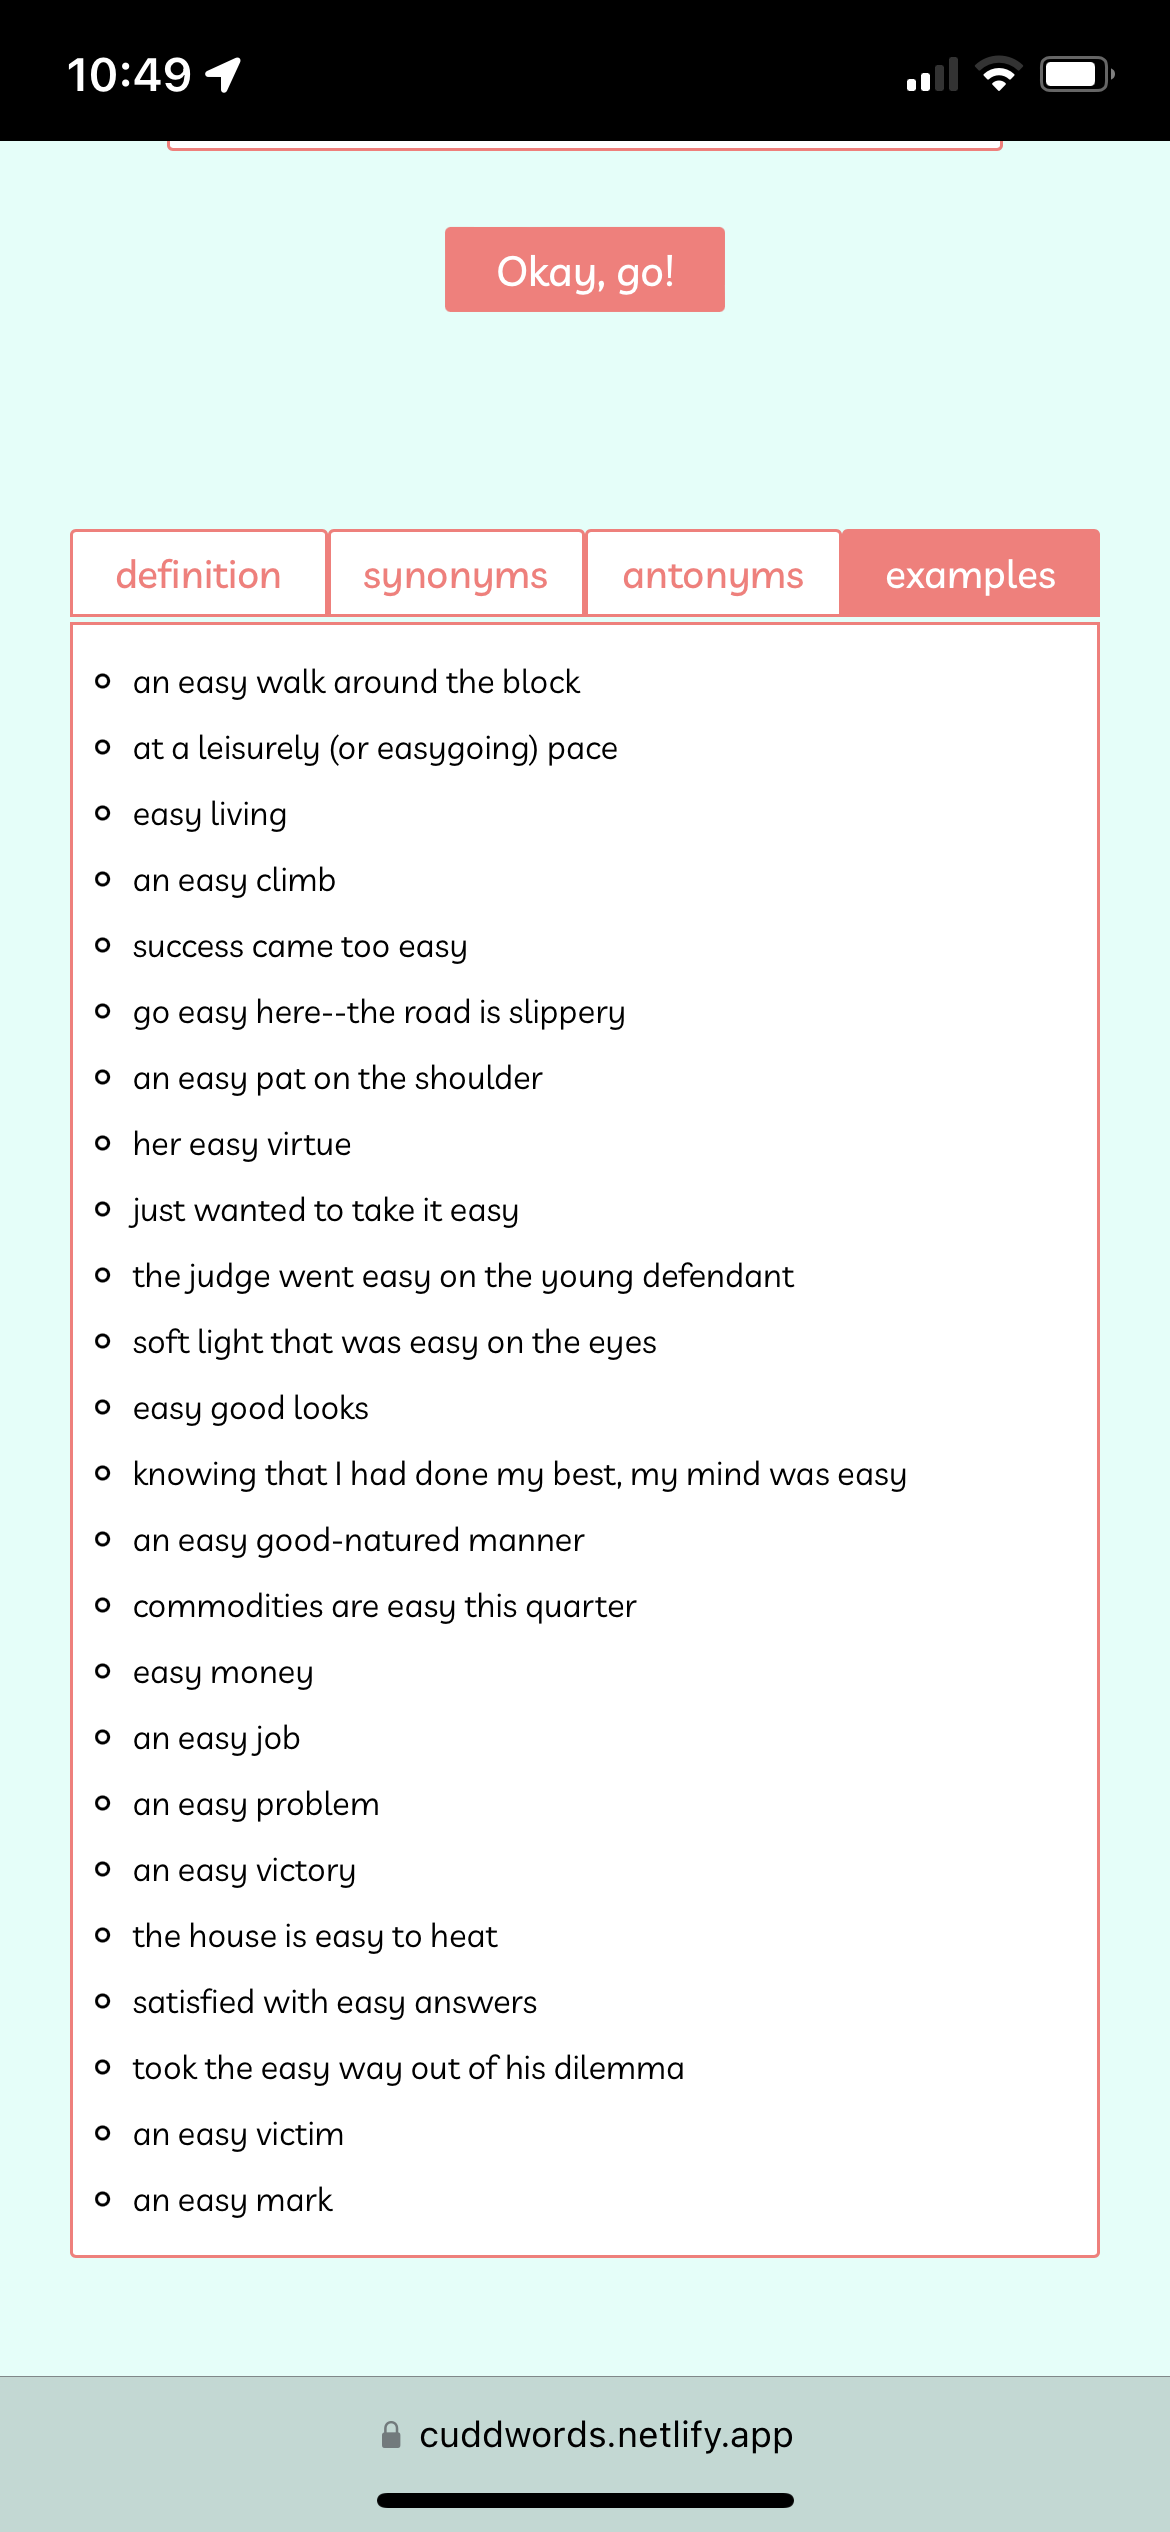 10:49
Okay, go!
definition synonyms antonyms examples
an easy walk around the block
at a leisurely (or easygoing) pace
easy living
an easy climb
success came too easy
go easy here--the road is slippery
an easy pat on the shoulder
her easy virtue
just wanted to take it easy
the judge went easy on the young defendant
soft light that was easy on the eyes
easy good looks
knowing that I had done my best, my mind was easy
an easy good-natured manner
commodities are easy this quarter
easy money
an easy job
an easy problem
an easy victory
the house is easy to heat
satisfied with easy answers
took the easy way out of his dilemma
an easy victim
an easy mark
cuddwords.netlify.app